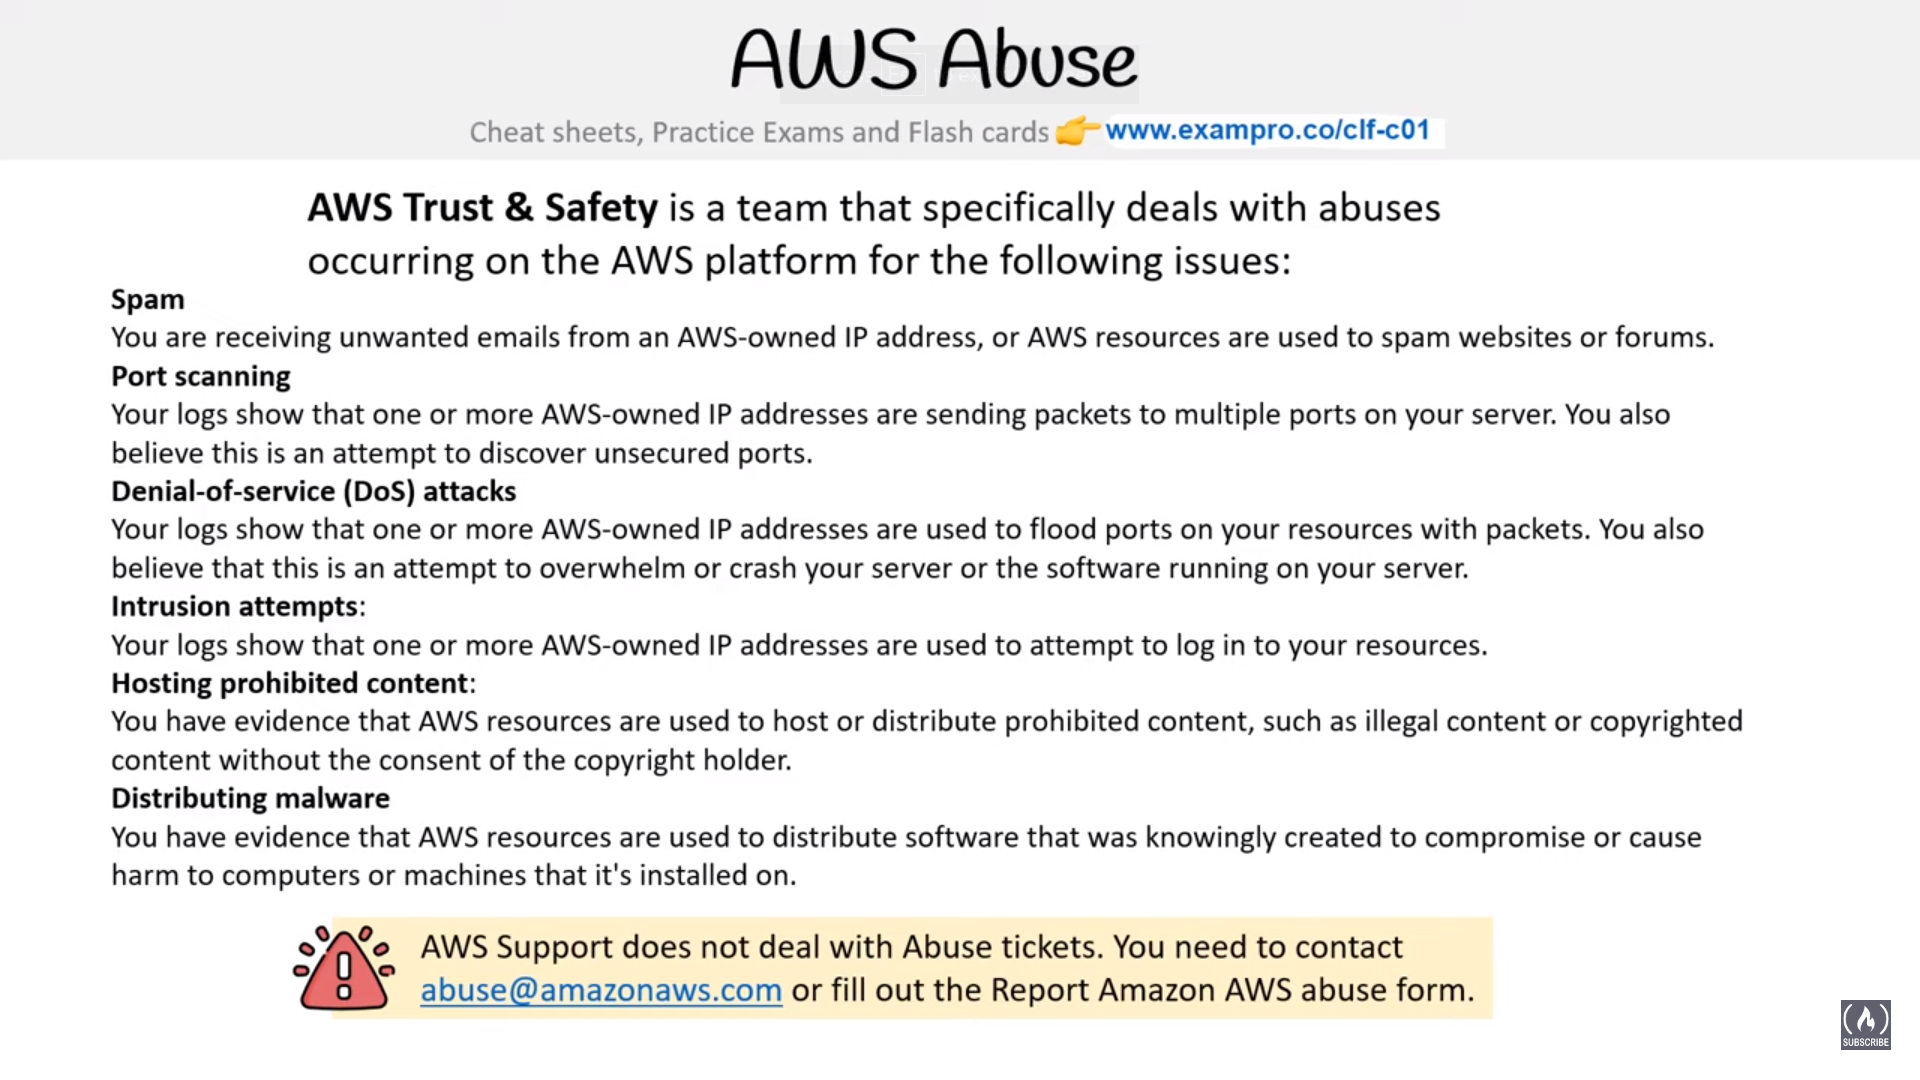 AWS Abuse
Cheat sheets, Practice Exams and Flash cards 👉 www.exampro.co/clf-c01
AWS Trust & Safety is a team that specifically deals with abuses
occurring on the AWS platform for the following issues:
Spam
You are receiving unwanted emails from an AWS-owned IP address, or AWS resources are used to spam websites or forums.
Port scanning
Your logs show that one or more AWS-owned IP addresses are sending packets to multiple ports on your server. You also
believe this is an attempt to discover unsecured ports.
Denial-of-service (DoS) attacks
Your logs show that one or more AWS-owned IP addresses are used to flood ports on your resources with packets. You also
believe that this is an attempt to overwhelm or crash your server or the software running on your server.
Intrusion attempts:
Your logs show that one or more AWS-owned IP addresses are used to attempt to log in to your resources.
Hosting prohibited content:
You have evidence that AWS resources are used to host or distribute prohibited content, such as illegal content or copyrighted
content without the consent of the copyright holder.
Distributing malware
You have evidence that AWS resources are used to distribute software that was knowingly created to compromise or cause
harm to computers or machines that it's installed on.
AWS Support does not deal with Abuse tickets. You need to contact
abuse@amazonaws.com or fill out the Report Amazon AWS abuse form.
SUBSCRIBE